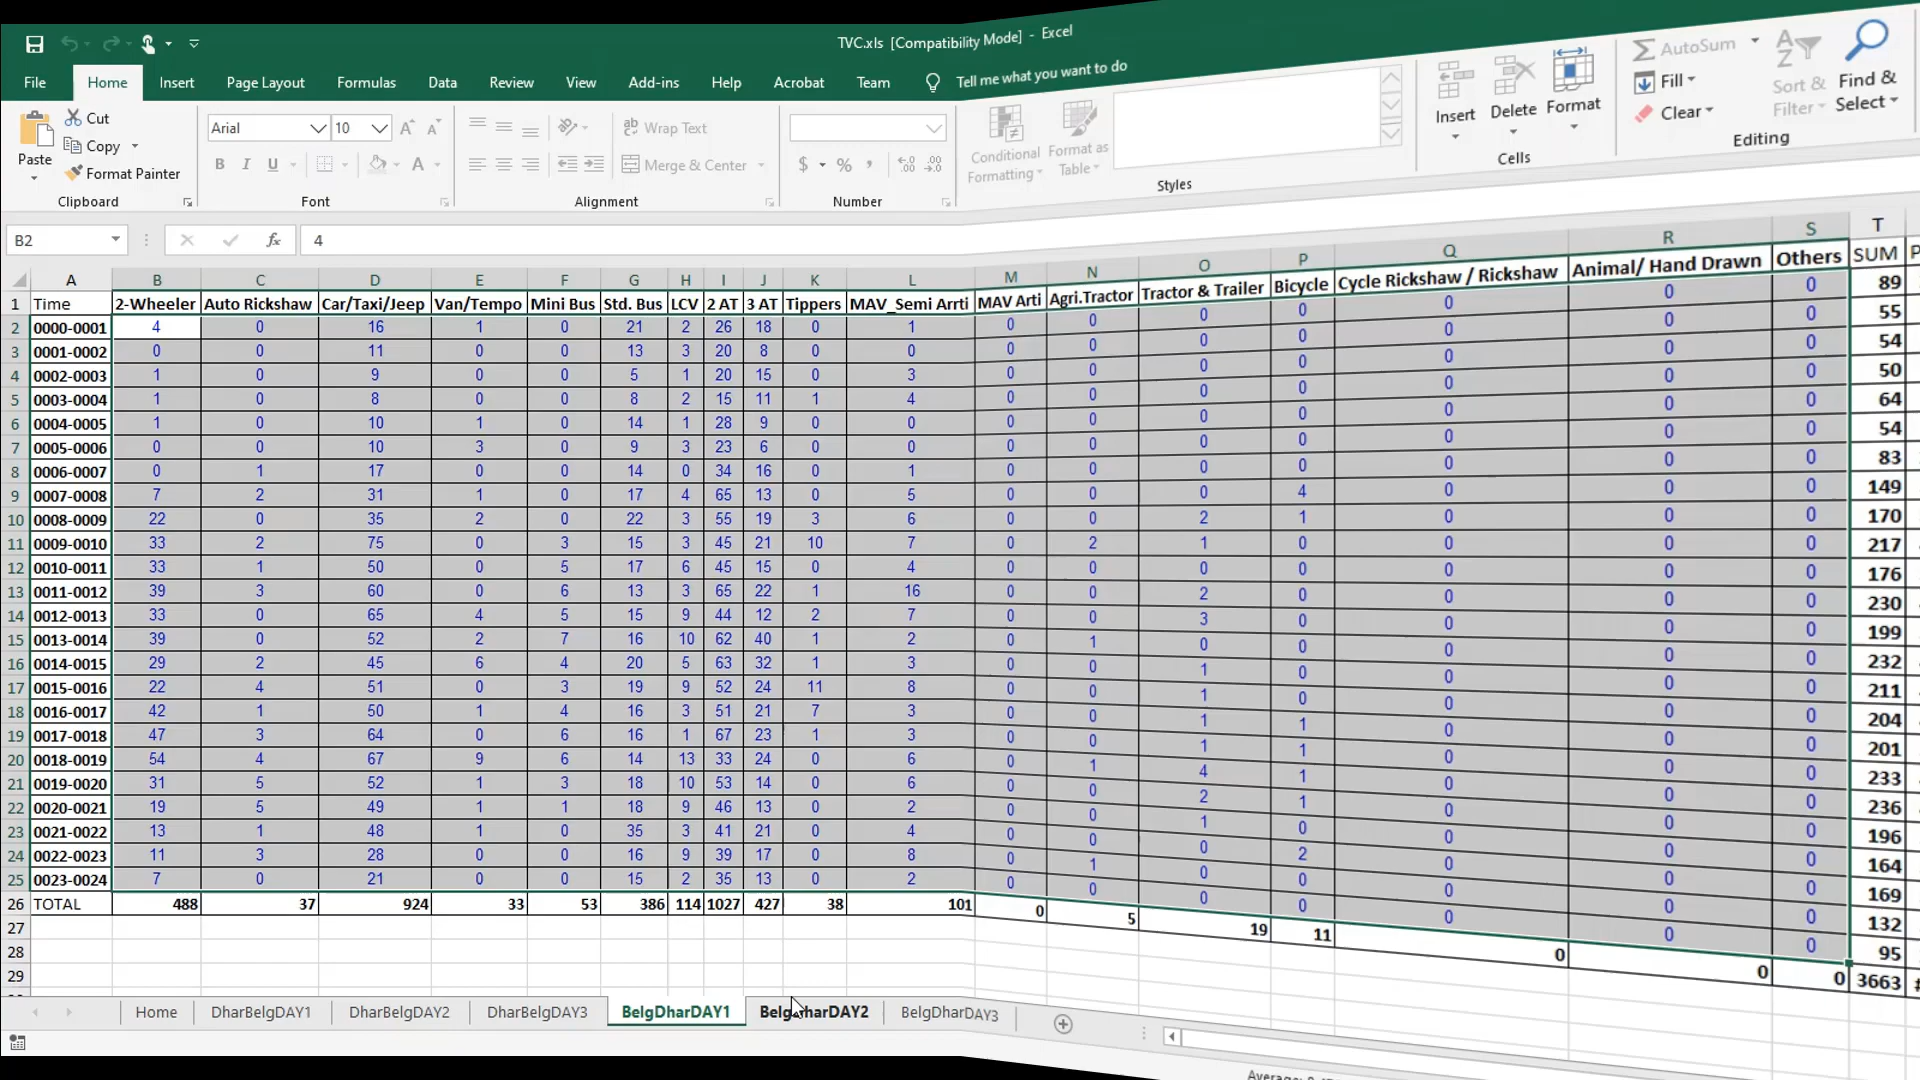 TVC.xls [Compatibility Mode] - Excel
File Home Insert Page Layout Formulas Data Review View Add-ins Help Acrobat Team Tell me what you want to do
Paste
Cut
Copy
Format Painter
Clipboard
Arial 10
B I U
Font
Wrap Text
Merge & Center
Alignment
$ % ,
Number
Conditional Formatting
Format as Table
Styles
Insert Delete Format
Cells
AutoSum
Fill
Clear
Sort & Filter
Find & Select
Editing
B2 fx 4
A B C D E F G H I J K L M N O P Q R S T
1 Time 2-Wheeler Auto Rickshaw Car/Taxi/Jeep Van/Tempo Mini Bus Std. Bus LCV 2 AT 3 AT Tippers MAV_Semi Arrti MAV Arti Agri.Tractor Tractor & Trailer Bicycle Cycle Rickshaw / Rickshaw Animal/ Hand Drawn Others SUM P
2 0000-0001 4 0 16 1 0 21 2 26 18 0 1 0 0 0 0 0 0 0 89
3 0001-0002 0 0 11 0 0 13 3 20 8 0 0 0 0 0 0 0 0 0 55
4 0002-0003 1 0 9 0 0 5 1 20 15 0 3 0 0 0 0 0 0 0 54
5 0003-0004 1 0 8 0 0 8 2 15 11 1 4 0 0 0 0 0 0 0 50
6 0004-0005 1 0 10 1 0 14 1 28 9 0 0 0 0 0 0 0 0 0 64
7 0005-0006 0 0 10 3 0 9 3 23 6 0 0 0 0 0 0 0 0 0 54
8 0006-0007 0 1 17 0 0 14 0 34 16 0 1 0 0 0 0 0 0 0 83
9 0007-0008 7 2 31 1 0 17 4 65 13 0 5 0 0 0 4 0 0 0 149
10 0008-0009 22 0 35 2 0 22 3 55 19 3 6 0 0 2 1 0 0 0 170
11 0009-0010 33 2 75 0 3 15 3 45 21 10 7 0 2 1 0 0 0 0 217
12 0010-0011 33 1 50 0 5 17 6 45 15 0 4 0 0 0 0 0 0 0 176
13 0011-0012 39 3 60 0 6 13 3 65 22 1 16 0 0 2 0 0 0 0 230
14 0012-0013 33 0 65 4 5 15 9 44 12 2 7 0 0 3 0 0 0 0 199
15 0013-0014 39 0 52 2 7 16 10 62 40 1 2 0 1 0 0 0 0 0 232
16 0014-0015 29 2 45 6 4 20 5 63 32 1 3 0 0 1 0 0 0 0 211
17 0015-0016 22 4 51 0 3 19 9 52 24 11 8 0 0 1 0 0 0 0 204
18 0016-0017 42 1 50 1 4 16 3 51 21 7 3 0 0 1 1 0 0 0 201
19 0017-0018 47 3 64 0 6 16 1 67 23 1 3 0 0 1 1 0 0 0 233
20 0018-0019 54 4 67 9 6 14 13 33 24 0 6 0 1 4 1 0 0 0 236
21 0019-0020 31 5 52 1 3 18 10 53 14 0 6 0 0 2 1 0 0 0 196
22 0020-0021 19 5 49 1 1 18 9 46 13 0 2 0 0 1 0 0 0 0 164
23 0021-0022 13 1 48 1 0 35 3 41 21 0 4 0 0 0 2 0 0 0 169
24 0022-0023 11 3 28 0 0 16 9 39 17 0 8 0 1 0 0 0 0 0 132
25 0023-0024 7 0 21 0 0 15 2 35 13 0 2 0 0 0 0 0 0 0 95
26 TOTAL 488 37 924 33 53 386 114 1027 427 38 101 0 5 19 11 0 0 0 3663
27
28
29
Home DharBelgDAY1 DharBelgDAY2 DharBelgDAY3 BelgDharDAY1 BelgDharDAY2 BelgDharDAY3
Average: